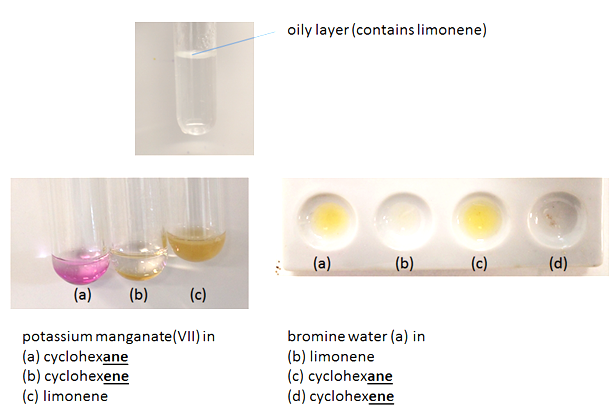 oily layer (contains limonene)
(a) (b) (c)
(a) (b) (c) (d)
potassium manganate(VII) in
(a) cyclohexane
(b) cyclohexene
(c) limonene
bromine water (a) in
(b) limonene
(c) cyclohexane
(d) cyclohexene